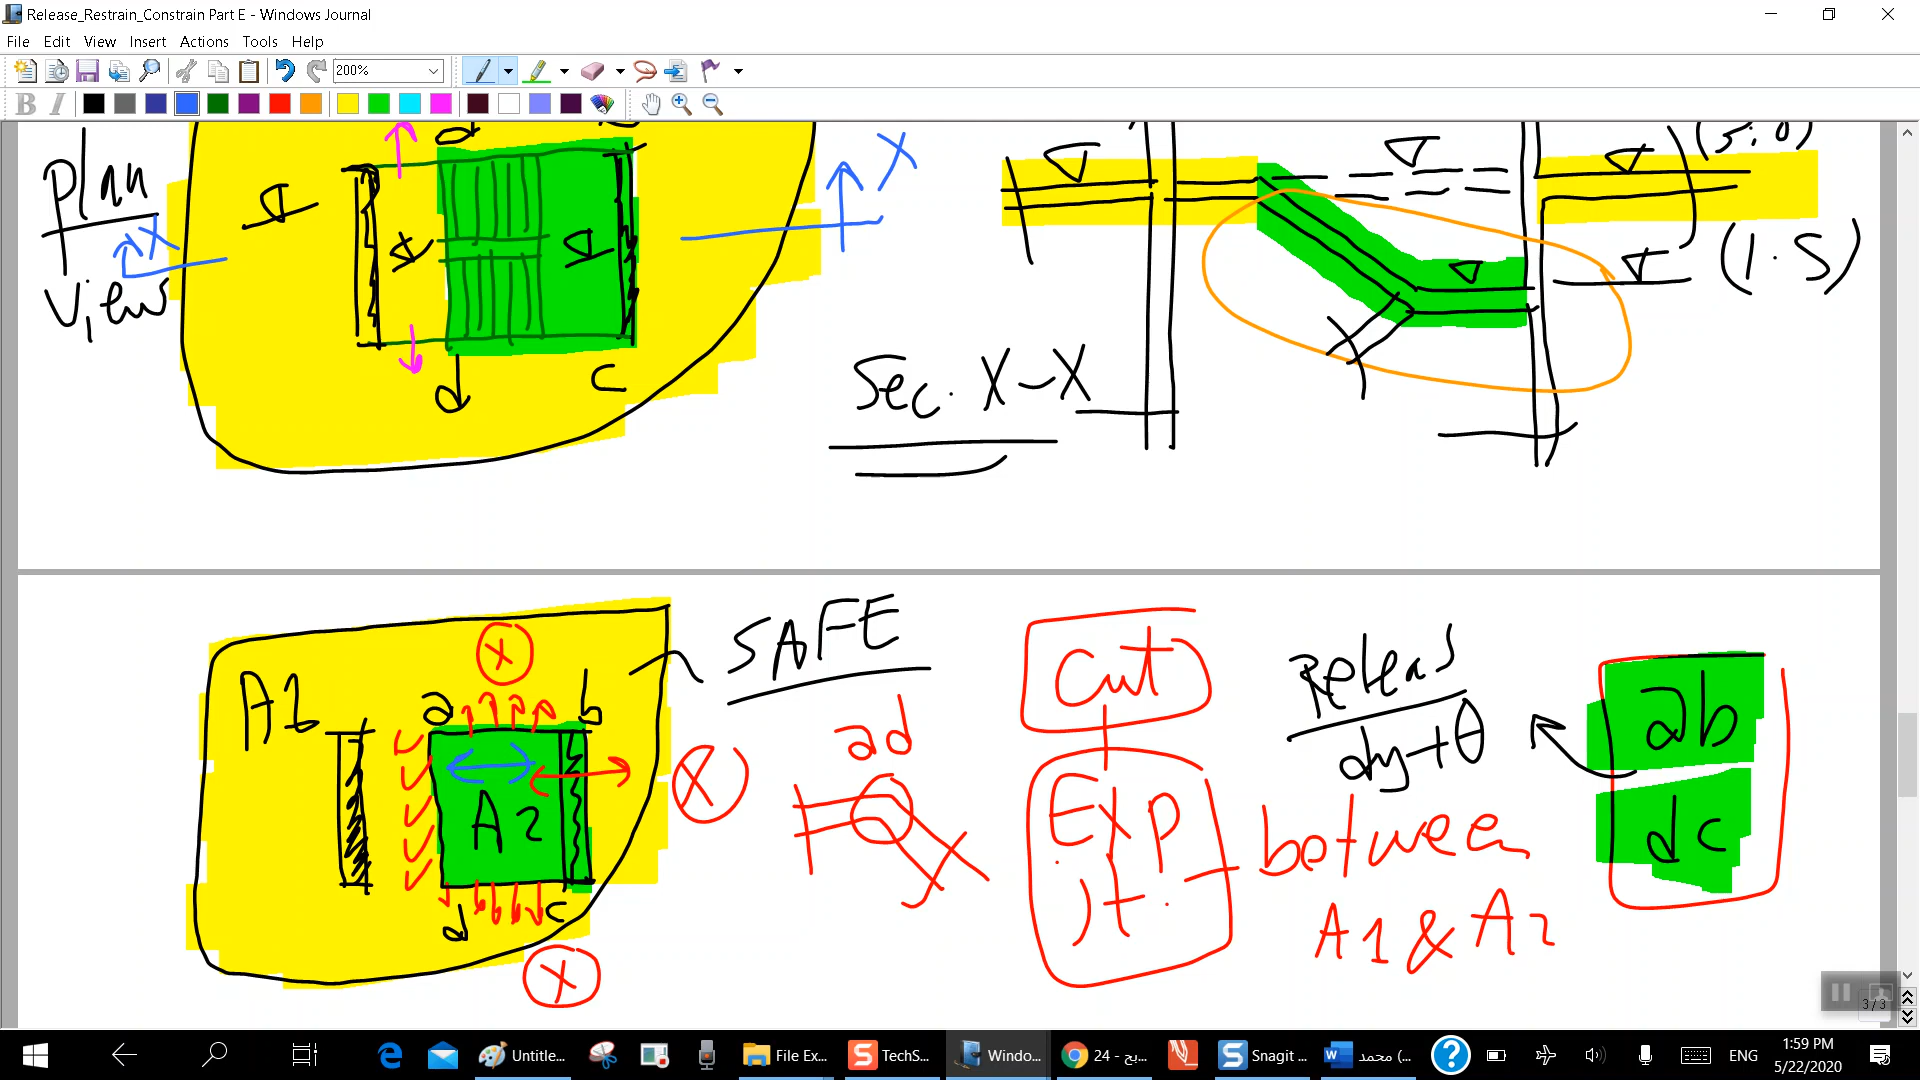 Release_Restrain_Constrain Part E - Windows Journal
File Edit View Insert Actions Tools Help
200%
B I
Plan
View
X
X
d
c
Sec. X-X
(1.5)
A1
a
b
A2
d
c
X
X
X
SAFE
ad
Cut
Exp
Jt.
Releas
dy+θ
between
A1 & A2
ab
dc
3 / 3
Untitle...
File Ex...
TechS...
Windo...
Snagit ...
ENG
1:59 PM
5/22/2020